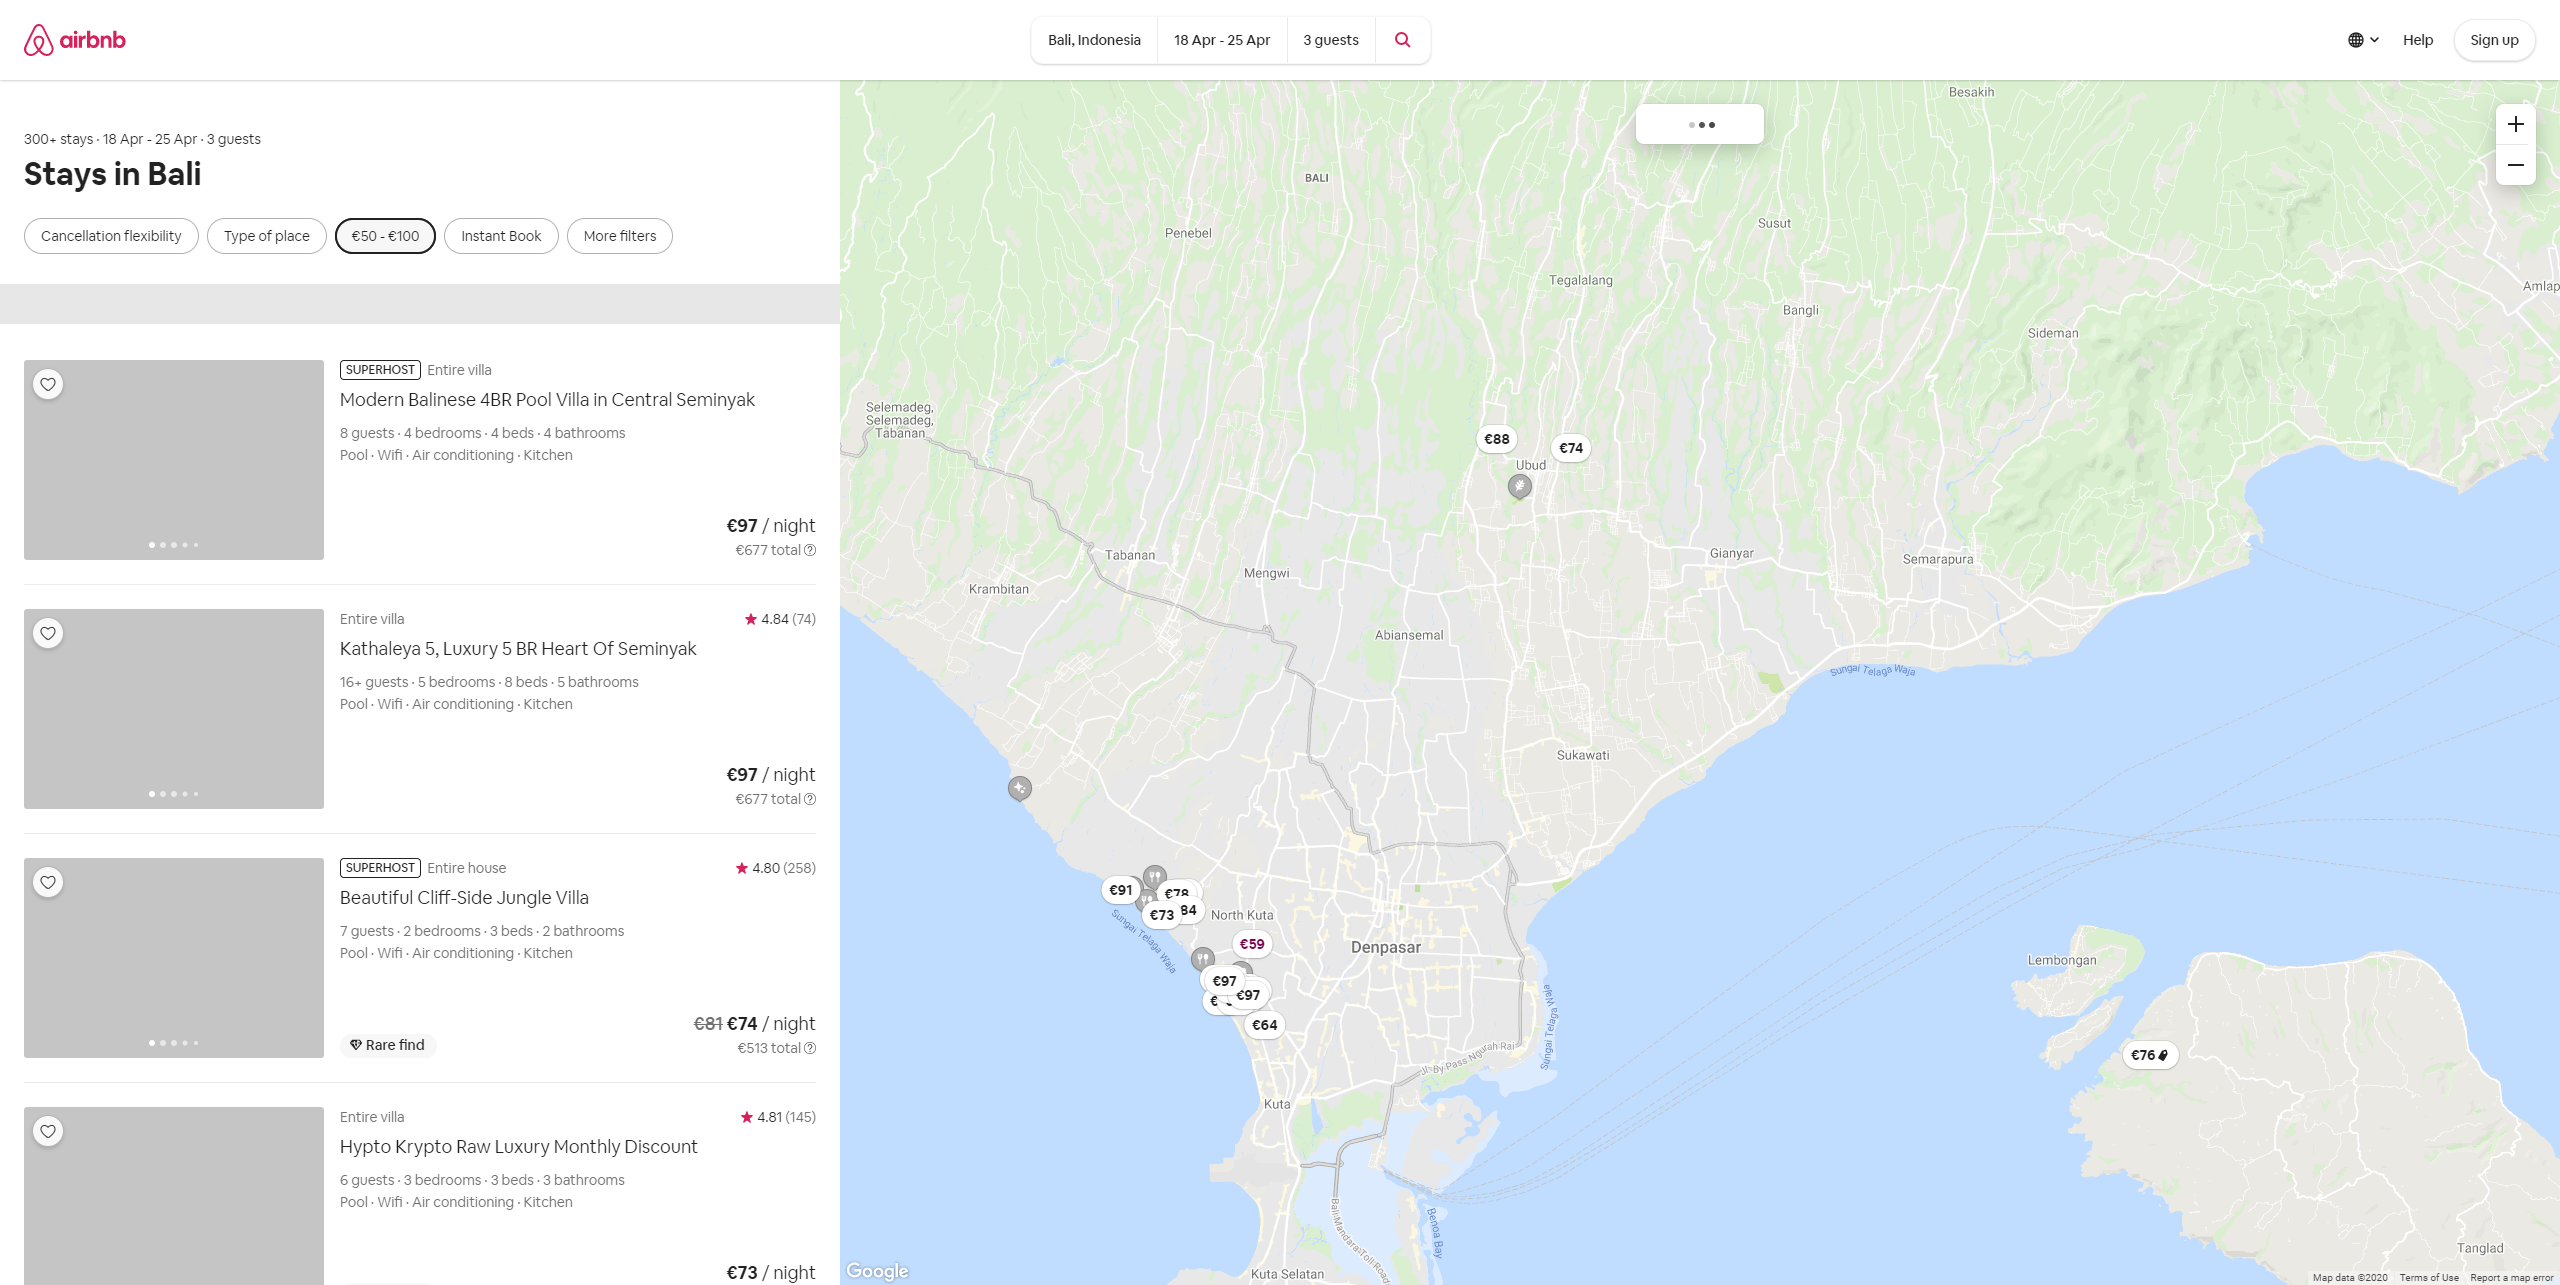 airbnb
Bali, Indonesia
18 Apr - 25 Apr
3 guests
Help
Sign up
300+ stays · 18 Apr - 25 Apr · 3 guests
Stays in Bali
Cancellation flexibility
Type of place
€50 - €100
Instant Book
More filters
SUPERHOST Entire villa
Modern Balinese 4BR Pool Villa in Central Seminyak
8 guests · 4 bedrooms · 4 beds · 4 bathrooms
Pool · Wifi · Air conditioning · Kitchen
€97 / night
€677 total
Entire villa
4.84 (74)
Kathaleya 5, Luxury 5 BR Heart Of Seminyak
16+ guests · 5 bedrooms · 8 beds · 5 bathrooms
Pool · Wifi · Air conditioning · Kitchen
€97 / night
€677 total
SUPERHOST Entire house
4.80 (258)
Beautiful Cliff-Side Jungle Villa
7 guests · 2 bedrooms · 3 beds · 2 bathrooms
Pool · Wifi · Air conditioning · Kitchen
€81 €74 / night
Rare find
€513 total
Entire villa
4.81 (145)
Hypto Krypto Raw Luxury Monthly Discount
6 guests · 3 bedrooms · 3 beds · 3 bathrooms
Pool · Wifi · Air conditioning · Kitchen
€73 / night
Besakih
BALI
Penebel
Susut
Tegalalang
Bangli
Amlap
Sideman
Selemadeg,
Selemadeg,
Tabanan
€88
€74
Ubud
Tabanan
Mengwi
Gianyar
Semarapura
Krambitan
Abiansemal
Sungai Telaga Waja
Sukawati
€91
€78
84
€73
North Kuta
Sungai Telaga Waja
€59
Denpasar
Lembongan
€97
€97
€
€64
Sungai Telaga Waja
Jl. By Pass Ngurah Rai
€76
Kuta
Bali Mandara Toll Road
Benoa Bay
Tanglad
Kuta Selatan
Google
Map data ©2020
Terms of Use
Report a map error